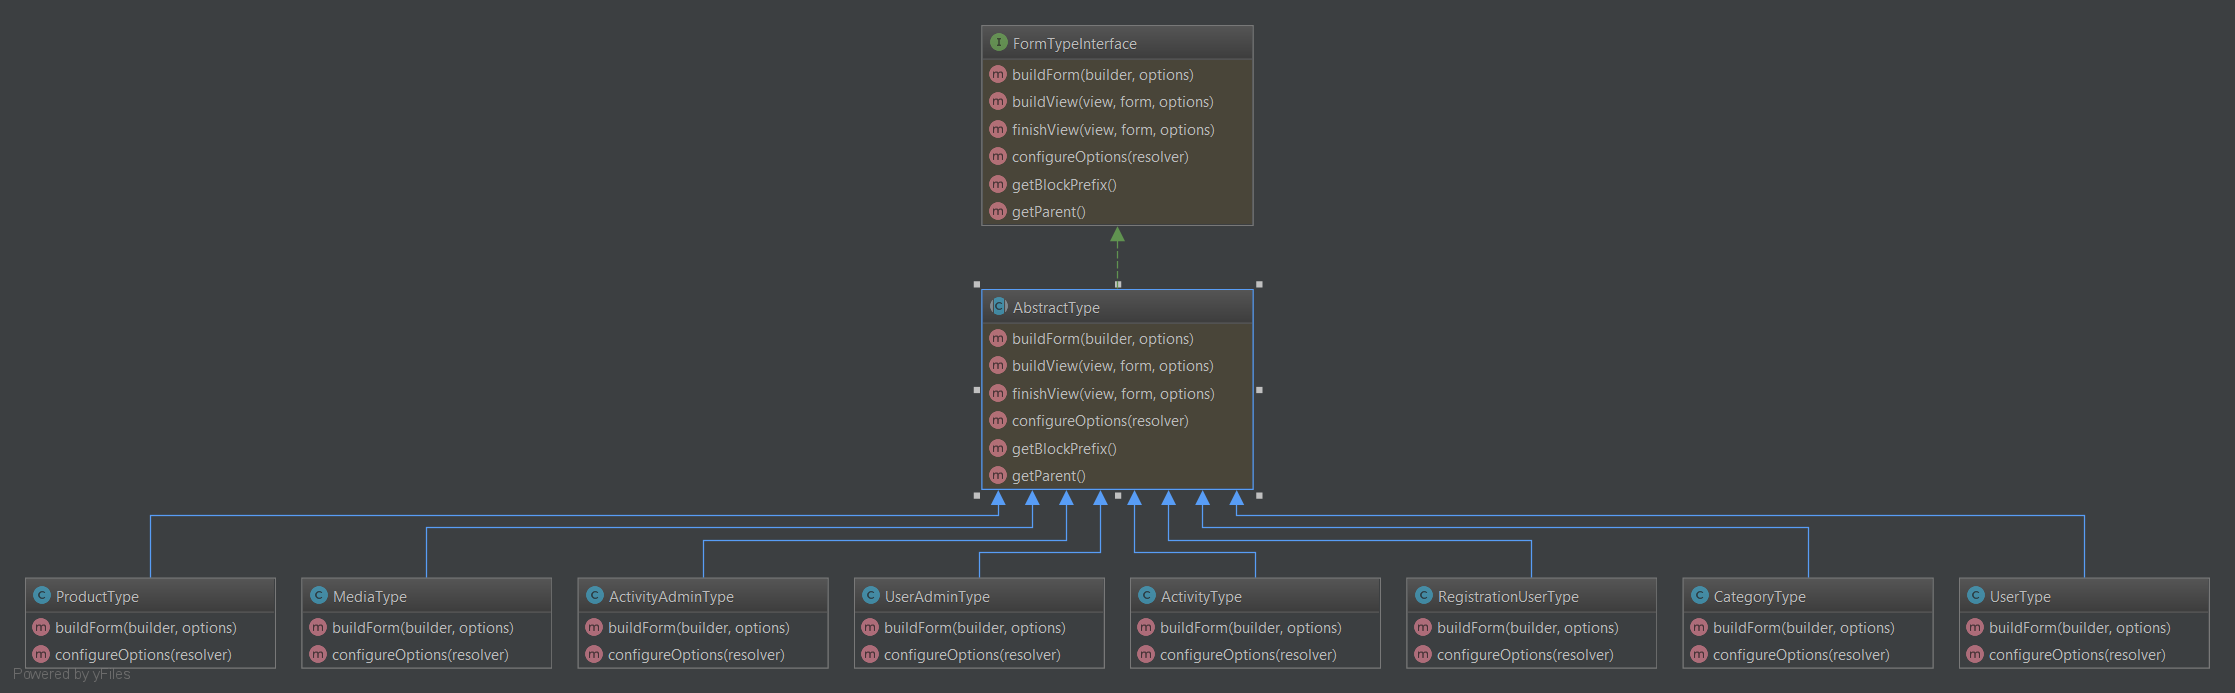 FormTypeInterface
buildForm(builder, options)
buildView(view, form, options)
finishView(view, form, options)
configureOptions(resolver)
getBlockPrefix()
getParent()
AbstractType
buildForm(builder, options)
buildView(view, form, options)
finishView(view, form, options)
configureOptions(resolver)
getBlockPrefix()
getParent()
ProductType
buildForm(builder, options)
configureOptions(resolver)
MediaType
buildForm(builder, options)
configureOptions(resolver)
ActivityAdminType
buildForm(builder, options)
configureOptions(resolver)
UserAdminType
buildForm(builder, options)
configureOptions(resolver)
ActivityType
buildForm(builder, options)
configureOptions(resolver)
RegistrationUserType
buildForm(builder, options)
configureOptions(resolver)
CategoryType
buildForm(builder, options)
configureOptions(resolver)
UserType
buildForm(builder, options)
configureOptions(resolver)
Powered by yFiles